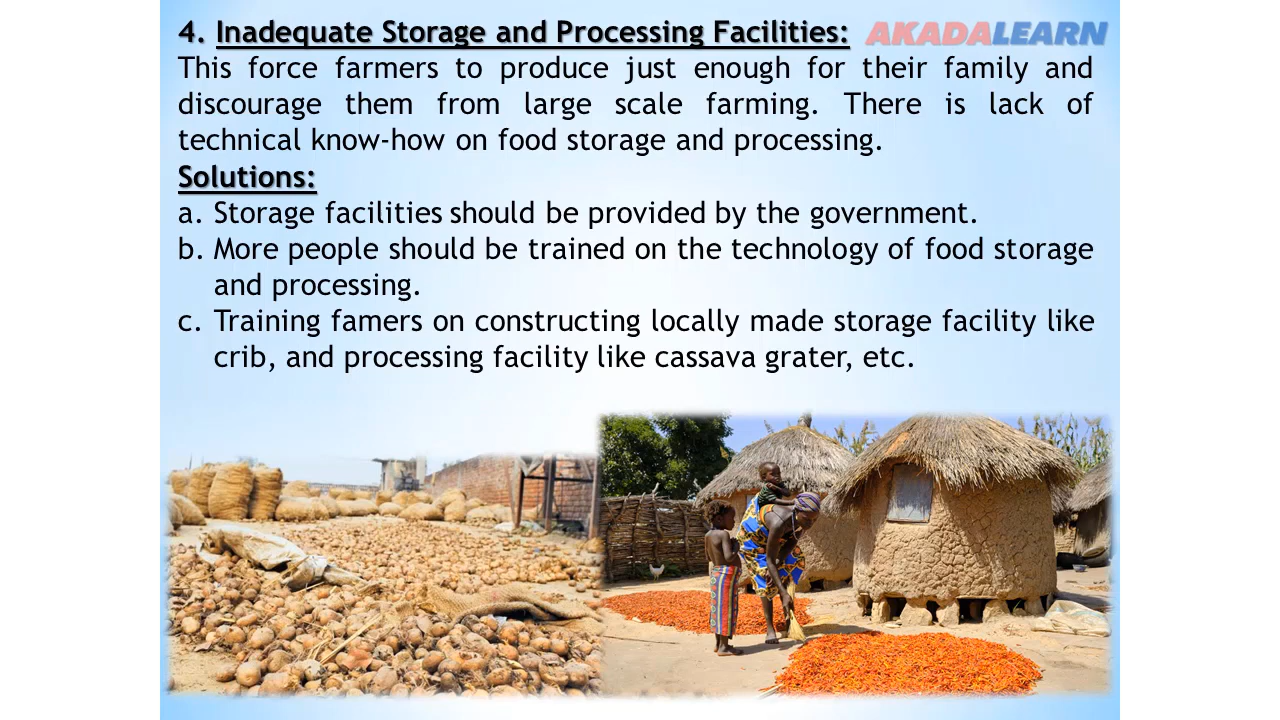 4. Inadequate Storage and Processing Facilities:
AKADALEARN
This force farmers to produce just enough for their family and
discourage them from large scale farming. There is lack of
technical know-how on food storage and processing.
Solutions:
a. Storage facilities should be provided by the government.
b. More people should be trained on the technology of food storage
and processing.
c. Training famers on constructing locally made storage facility like
crib, and processing facility like cassava grater, etc.